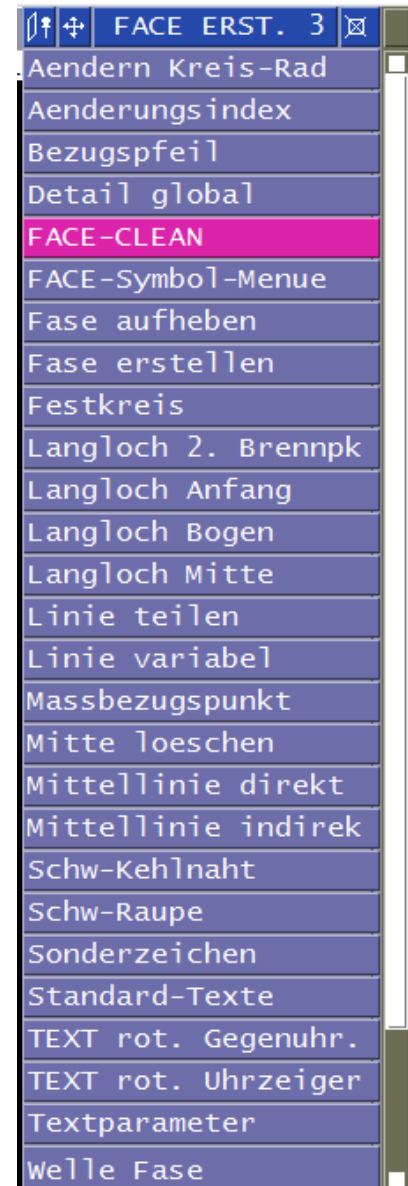 FACE ERST. 3
Aendern Kreis-Rad
Aenderungsindex
Bezugspfeil
Detail global
FACE-CLEAN
FACE-Symbol-Menue
Fase aufheben
Fase erstellen
Festkreis
Langloch 2. Brennpk
Langloch Anfang
Langloch Bogen
Langloch Mitte
Linie teilen
Linie variabel
Massbezugspunkt
Mitte loeschen
Mittellinie direkt
Mittellinie indirek
Schw-Kehlnaht
Schw-Raupe
Sonderzeichen
Standard-Texte
TEXT rot. Gegenuhr.
TEXT rot. Uhrzeiger
Textparameter
Welle Fase